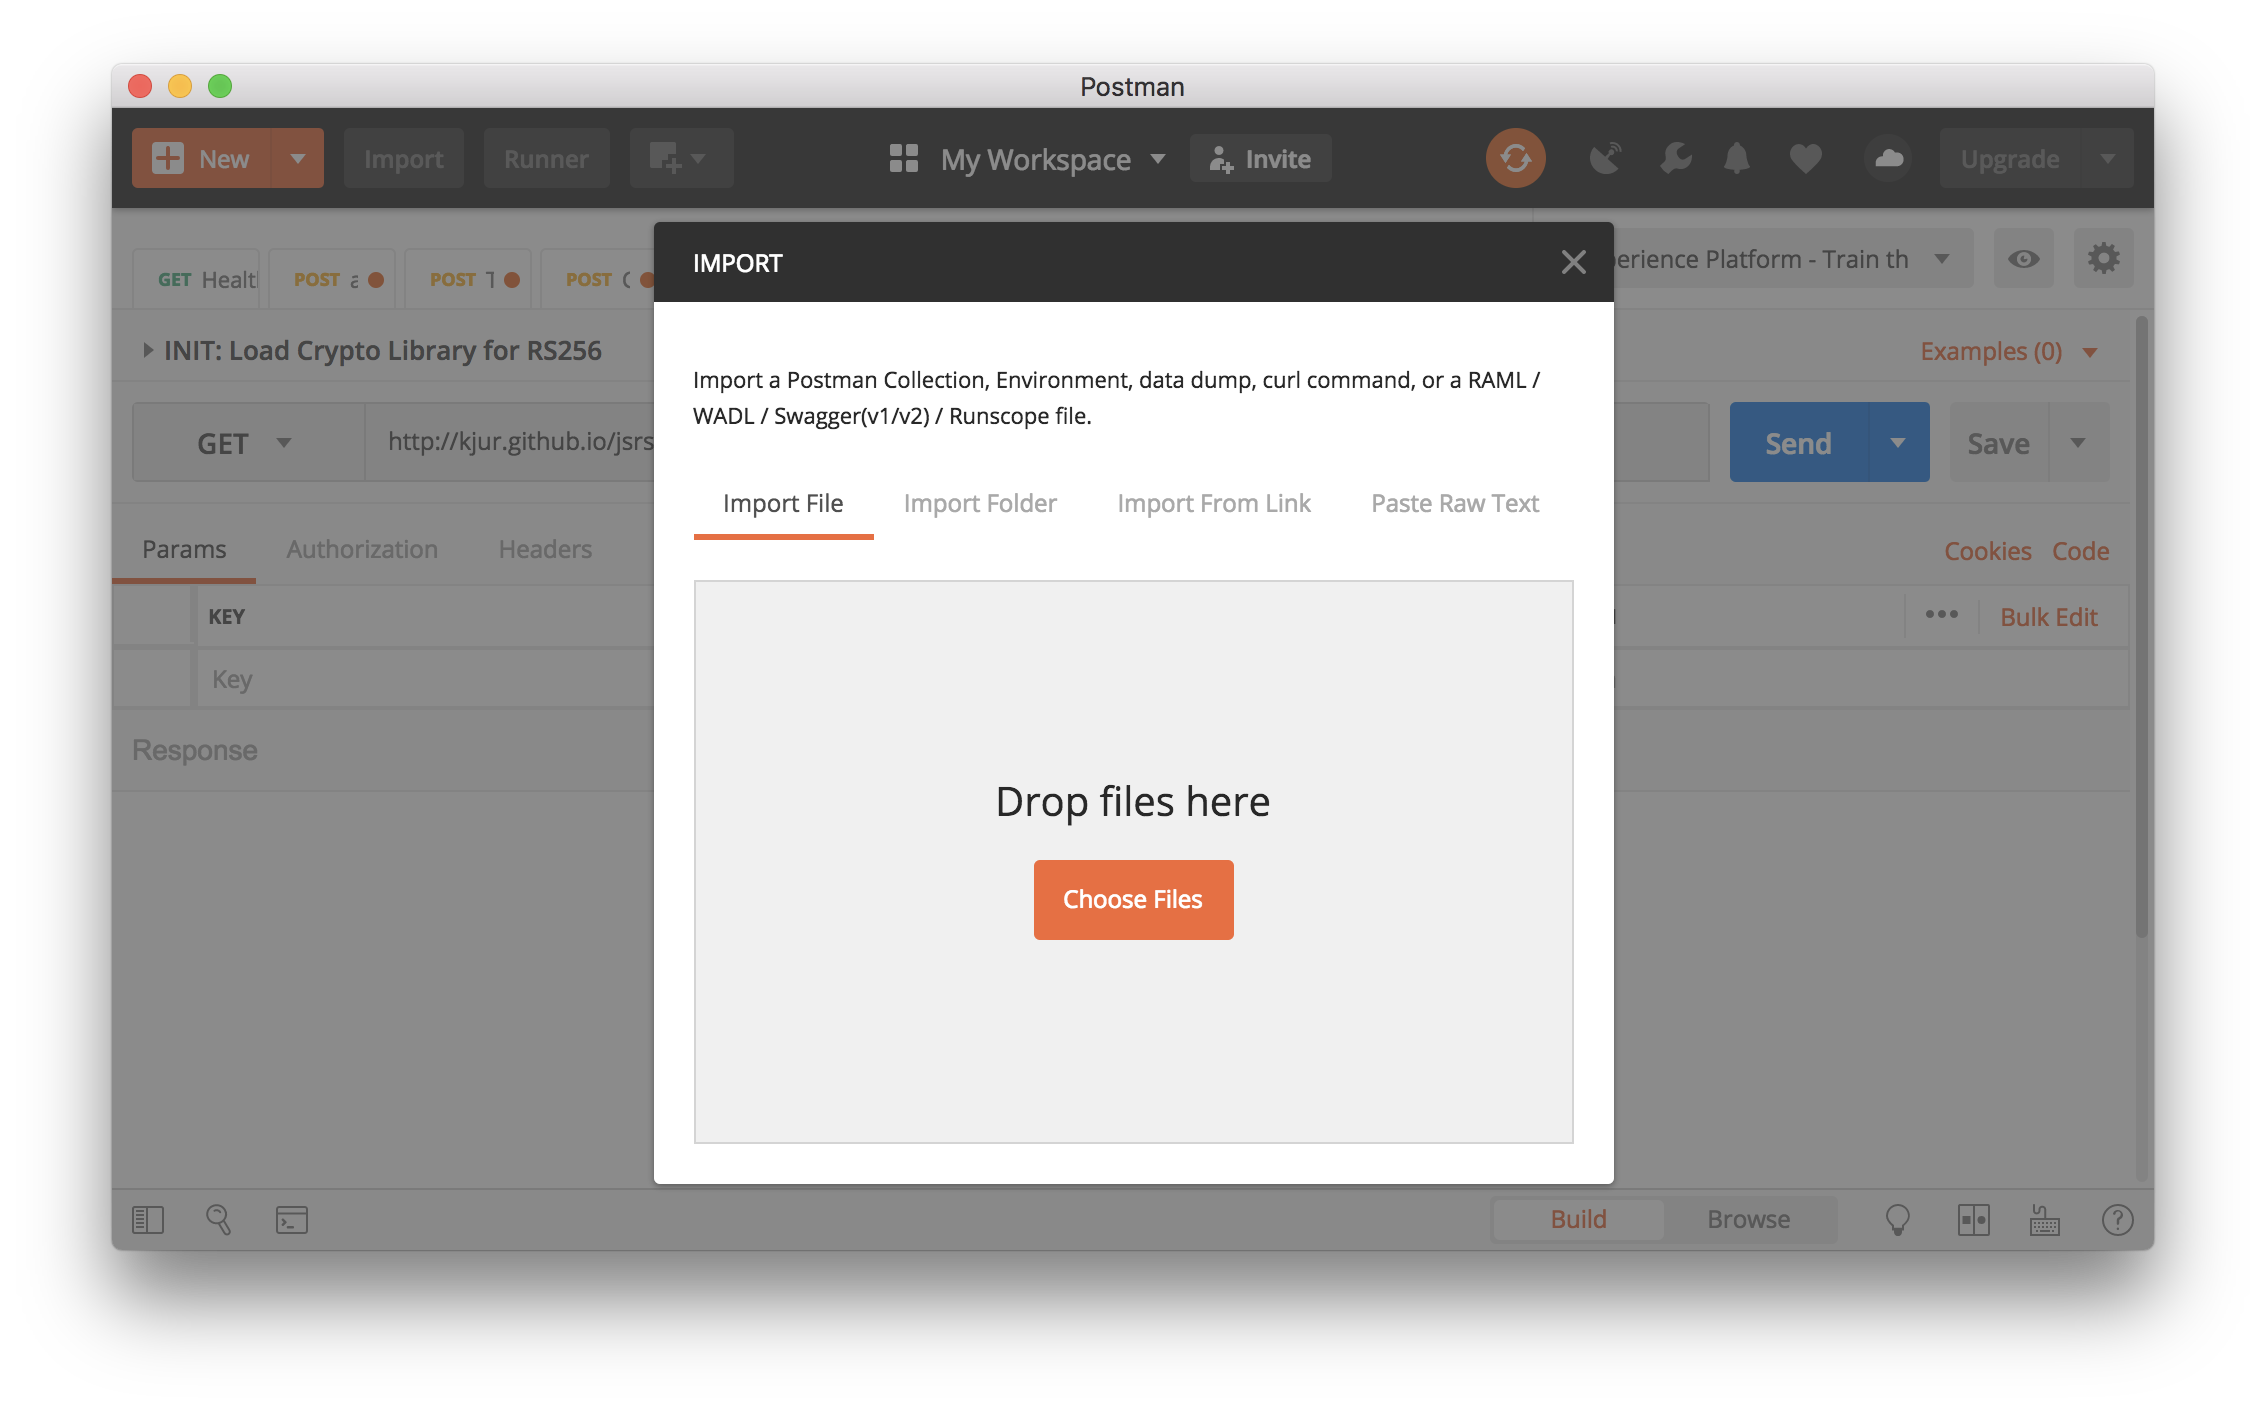 Postman
New
Import
Runner
My Workspace
Invite
Upgrade
GET Healt
POST
POST
POST
IMPORT
erience Platform - Train th
INIT: Load Crypto Library for RS256
Examples (0)
Import a Postman Collection, Environment, data dump, curl command, or a RAML /
WADL / Swagger(v1/v2) / Runscope file.
GET
http://kjur.github.io/jsrs
Send
Save
Import File
Import Folder
Import From Link
Paste Raw Text
Params
Authorization
Headers
Cookies
Code
KEY
Bulk Edit
Key
Response
Drop files here
Choose Files
Build
Browse